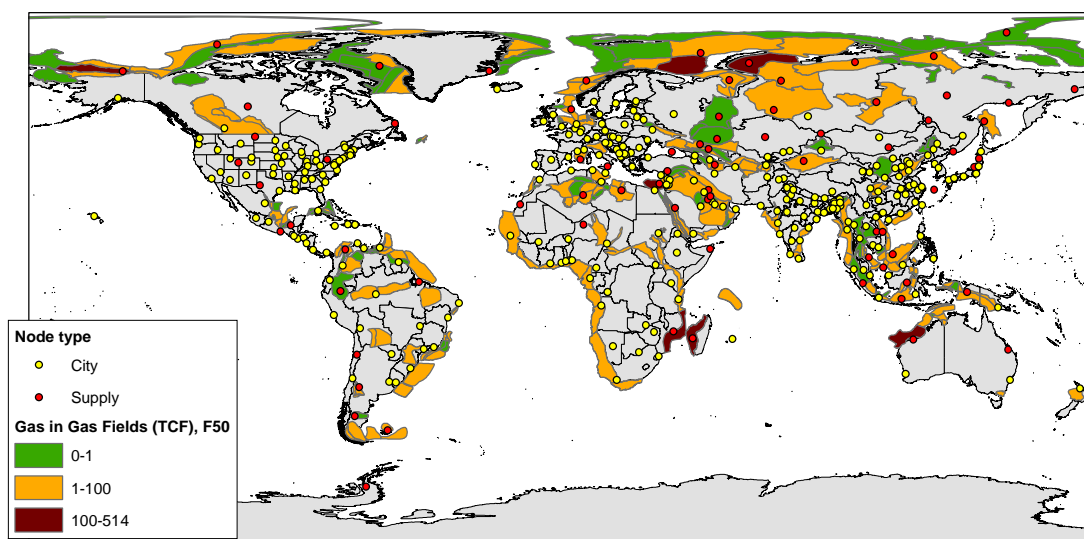 Node type
City
Supply
Gas in Gas Fields (TCF), F50
0-1
1-100
100-514